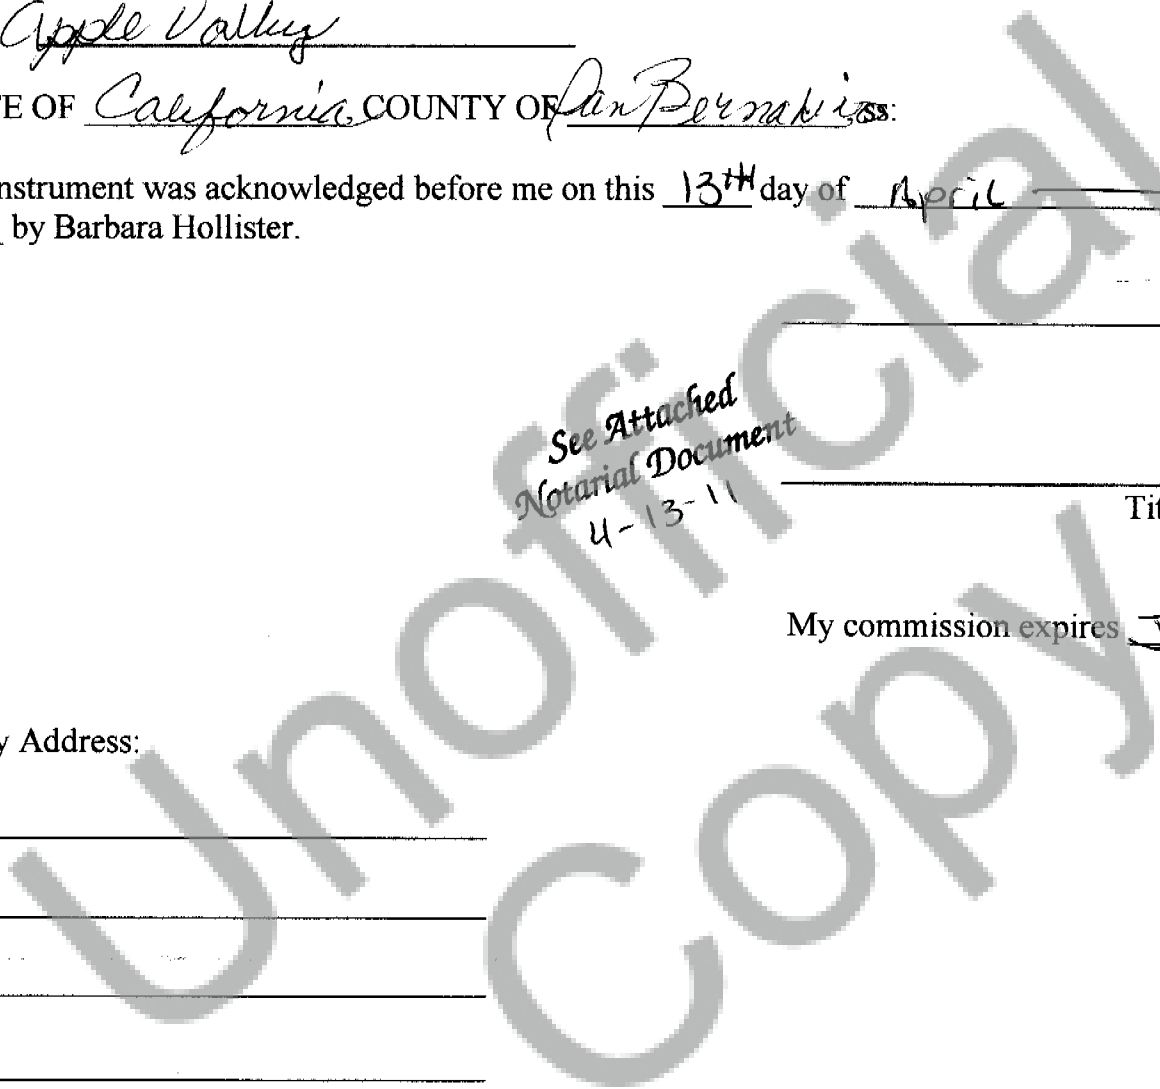 Apple Valley
E OF California, COUNTY OF San Bernadino ss:
nstrument was acknowledged before me on this 13th day of April
by Barbara Hollister.
See Attached
Notarial Document
4-13-11
Tit
My commission expires
y Address:
Unofficial
Copy